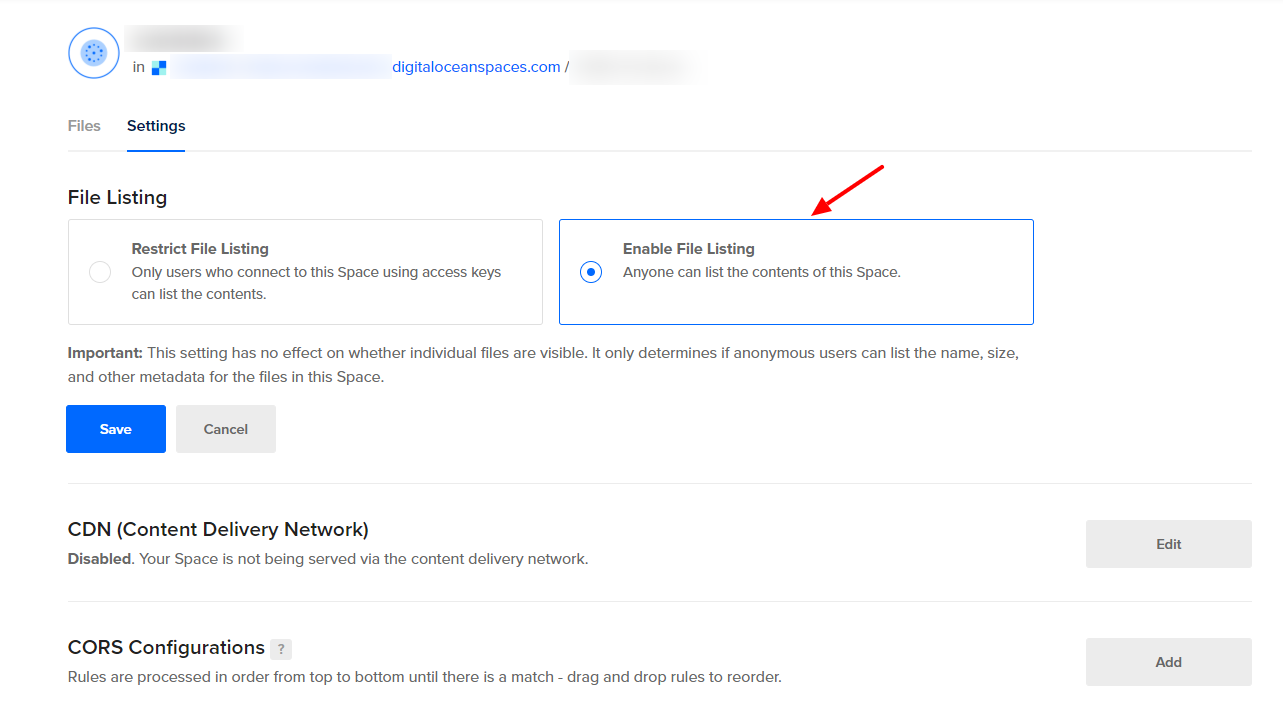 in digitaloceanspaces.com /
Files Settings
File Listing
Restrict File Listing
Only users who connect to this Space using access keys
can list the contents.
Enable File Listing
Anyone can list the contents of this Space.
Important: This setting has no effect on whether individual files are visible. It only determines if anonymous users can list the name, size,
and other metadata for the files in this Space.
Save Cancel
CDN (Content Delivery Network)
Disabled. Your Space is not being served via the content delivery network.
Edit
CORS Configurations ?
Rules are processed in order from top to bottom until there is a match - drag and drop rules to reorder.
Add